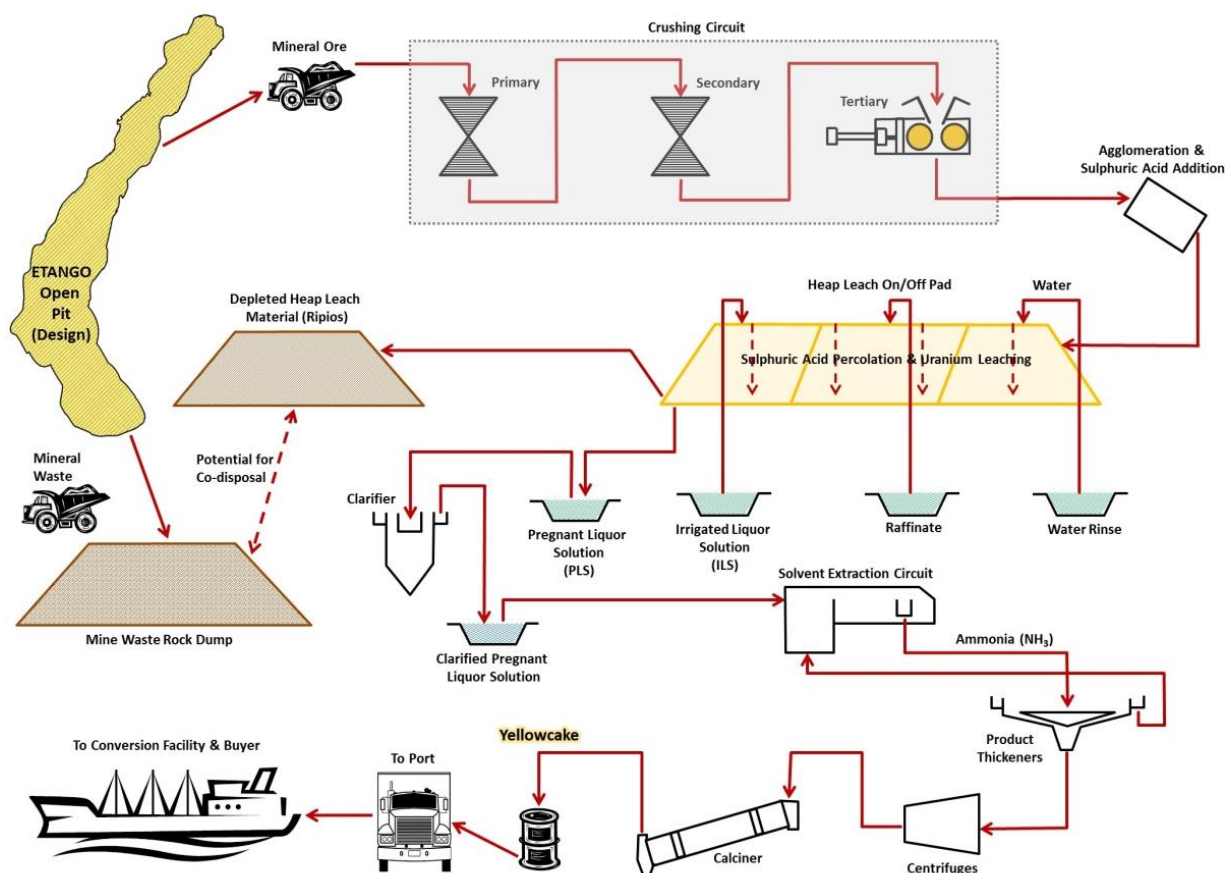 Crushing Circuit
Mineral Ore
Primary
Secondary
Tertiary
Agglomeration &
Sulphuric Acid Addition
ETANGO
Open
Pit
(Design)
Depleted Heap Leach
Material (Ripios)
Heap Leach On/Off Pad
Water
Sulphuric Acid Percolation & Uranium Leaching
Mineral
Waste
Potential for
Co-disposal
Clarifier
Pregnant Liquor
Solution
(PLS)
Irrigated Liquor
Solution
(ILS)
Raffinate
Water Rinse
Mine Waste Rock Dump
Clarified Pregnant
Liquor Solution
Solvent Extraction Circuit
Ammonia (NH₃)
Product
Thickeners
To Conversion Facility & Buyer
To Port
Yellowcake
Calciner
Centrifuges